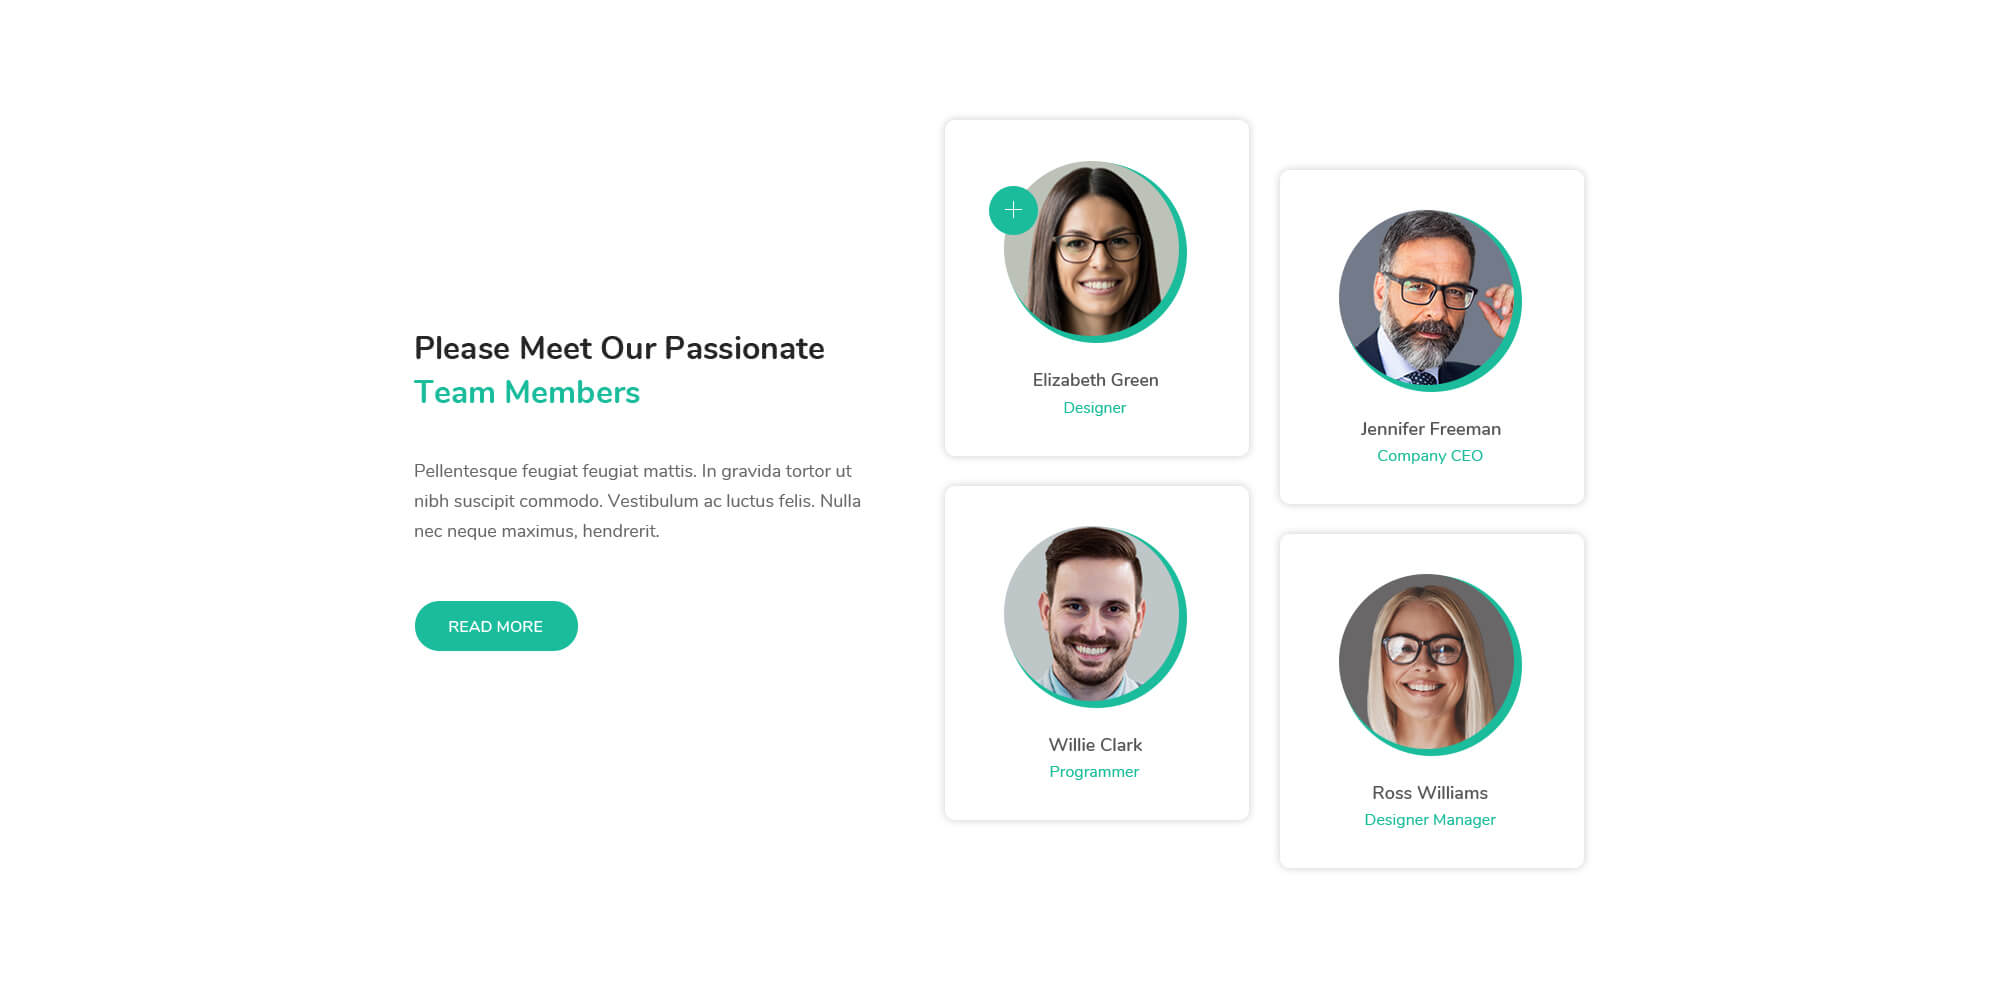 Please Meet Our Passionate
Team Members
Pellentesque feugiat feugiat mattis. In gravida tortor ut
nibh suscipit commodo. Vestibulum ac luctus felis. Nulla
nec neque maximus, hendrerit.
READ MORE
Elizabeth Green
Designer
Jennifer Freeman
Company CEO
Willie Clark
Programmer
Ross Williams
Designer Manager